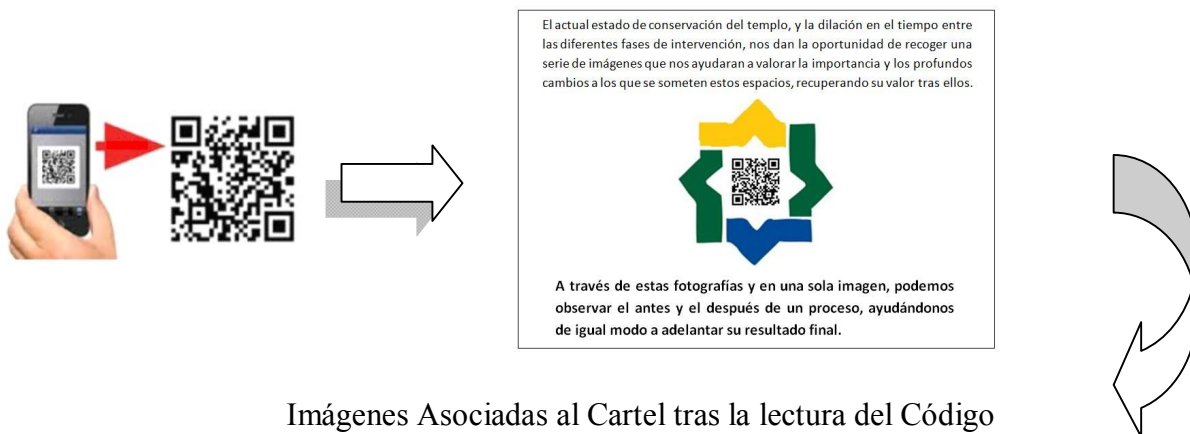 El actual estado de conservación del templo, y la dilación en el tiempo entre
las diferentes fases de intervención, nos dan la oportunidad de recoger una
serie de imágenes que nos ayudaran a valorar la importancia y los profundos
cambios a los que se someten estos espacios, recuperando su valor tras ellos.
A través de estas fotografías y en una sola imagen, podemos
observar el antes y el después de un proceso, ayudándonos
de igual modo a adelantar su resultado final.
Imágenes Asociadas al Cartel tras la lectura del Código